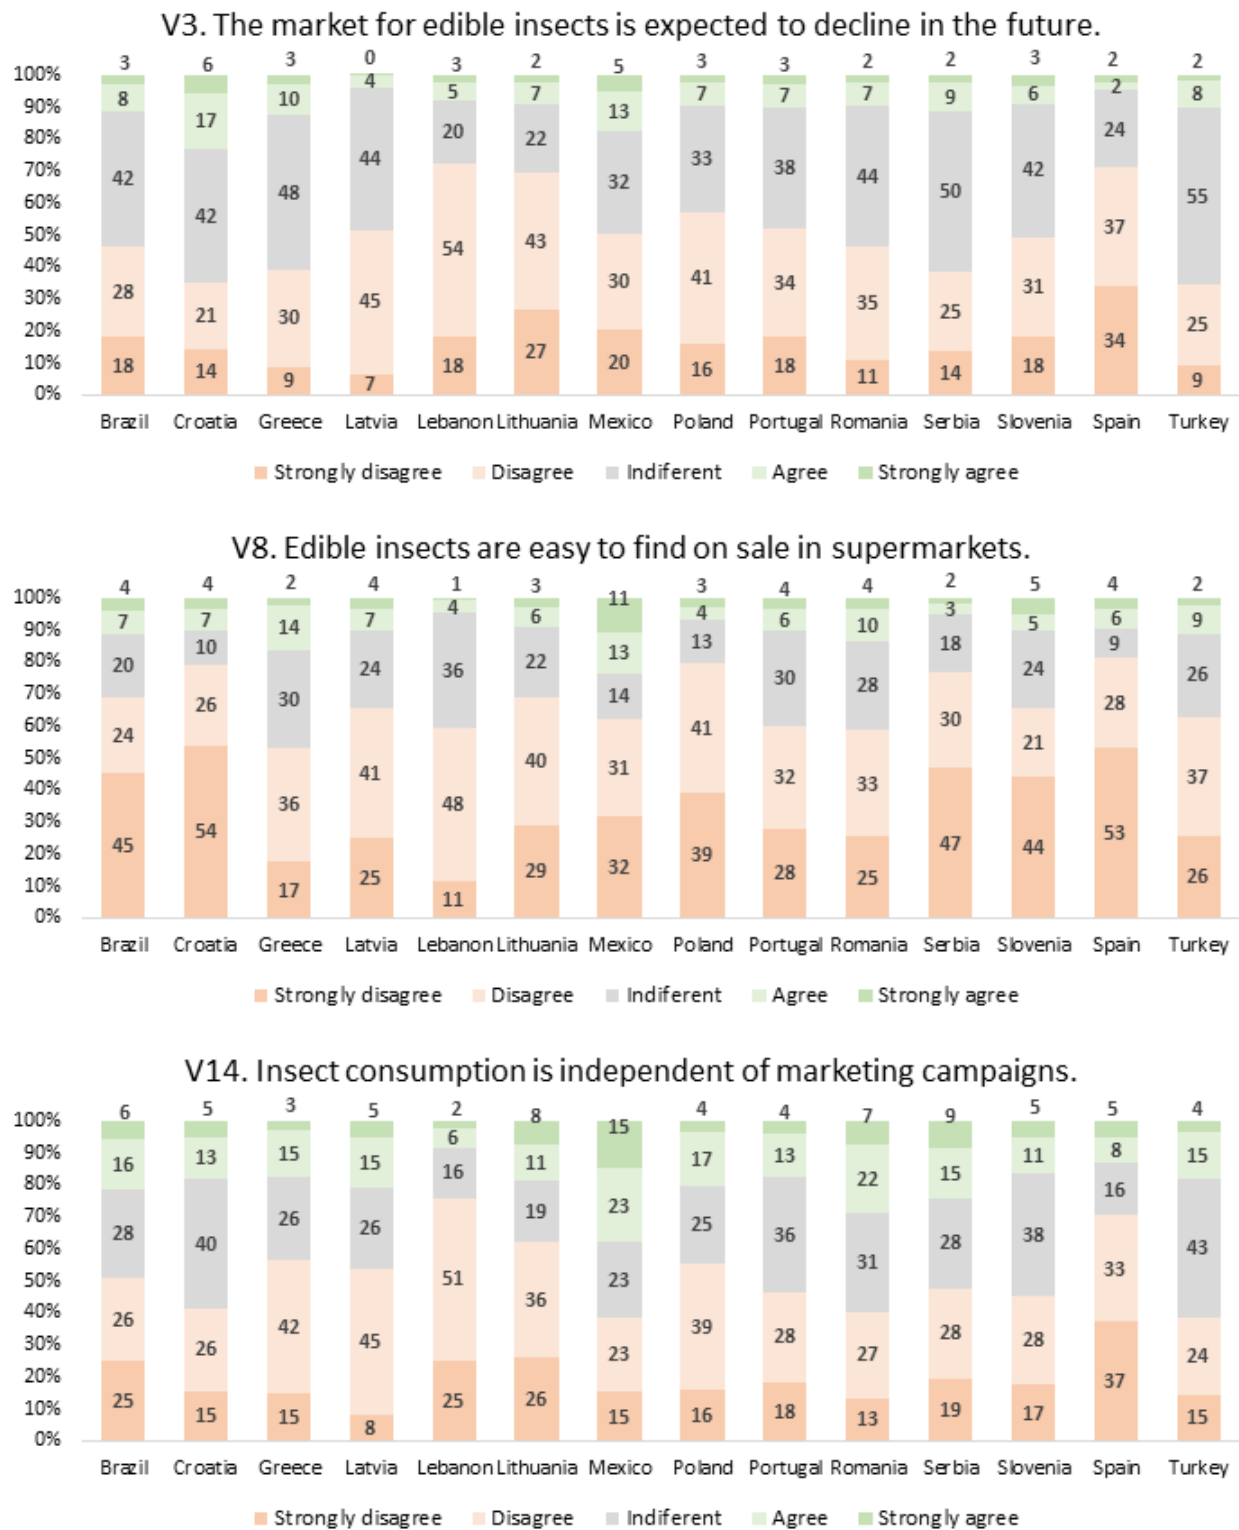 V3. The market for edible insects is expected to decline in the future.
3 6 3 0 3 2 5 3 3 2 2 3 2 2
100%
90%
80%
70%
60%
50%
40%
30%
20%
10%
0%
8 17 10 4 5 7 13 7 7 7 9 6 2 8
42 42 48 44 20 22 32 33 38 44 50 42 24 55
28 21 30 45 54 43 30 41 34 35 25 31 37 25
18 14 9 7 18 27 20 16 18 11 14 18 34 9
Brazil Croatia Greece Latvia Lebanon Lithuania Mexico Poland Portugal Romania Serbia Slovenia Spain Turkey
Strongly disagree Disagree Indiferent Agree Strongly agree
V8. Edible insects are easy to find on sale in supermarkets.
4 4 2 4 1 3 11 3 4 4 2 5 4 2
100%
90%
80%
70%
60%
50%
40%
30%
20%
10%
0%
7 7 14 7 4 6 13 4 6 10 3 5 6 9
20 10 30 24 36 22 14 13 30 28 18 24 9 26
24 26 36 41 48 40 31 41 32 33 30 21 28 37
45 54 17 25 11 29 32 39 28 25 47 44 53 26
Brazil Croatia Greece Latvia Lebanon Lithuania Mexico Poland Portugal Romania Serbia Slovenia Spain Turkey
Strongly disagree Disagree Indiferent Agree Strongly agree
V14. Insect consumption is independent of marketing campaigns.
6 5 3 5 2 8 15 4 4 7 9 5 5 4
100%
90%
80%
70%
60%
50%
40%
30%
20%
10%
0%
16 13 15 15 6 11 23 17 13 22 15 11 8 15
28 40 26 26 16 19 23 25 36 31 28 38 16 43
26 26 42 45 51 36 23 39 28 27 28 28 33 24
25 15 15 8 25 26 15 16 18 13 19 17 37 15
Brazil Croatia Greece Latvia Lebanon Lithuania Mexico Poland Portugal Romania Serbia Slovenia Spain Turkey
Strongly disagree Disagree Indiferent Agree Strongly agree